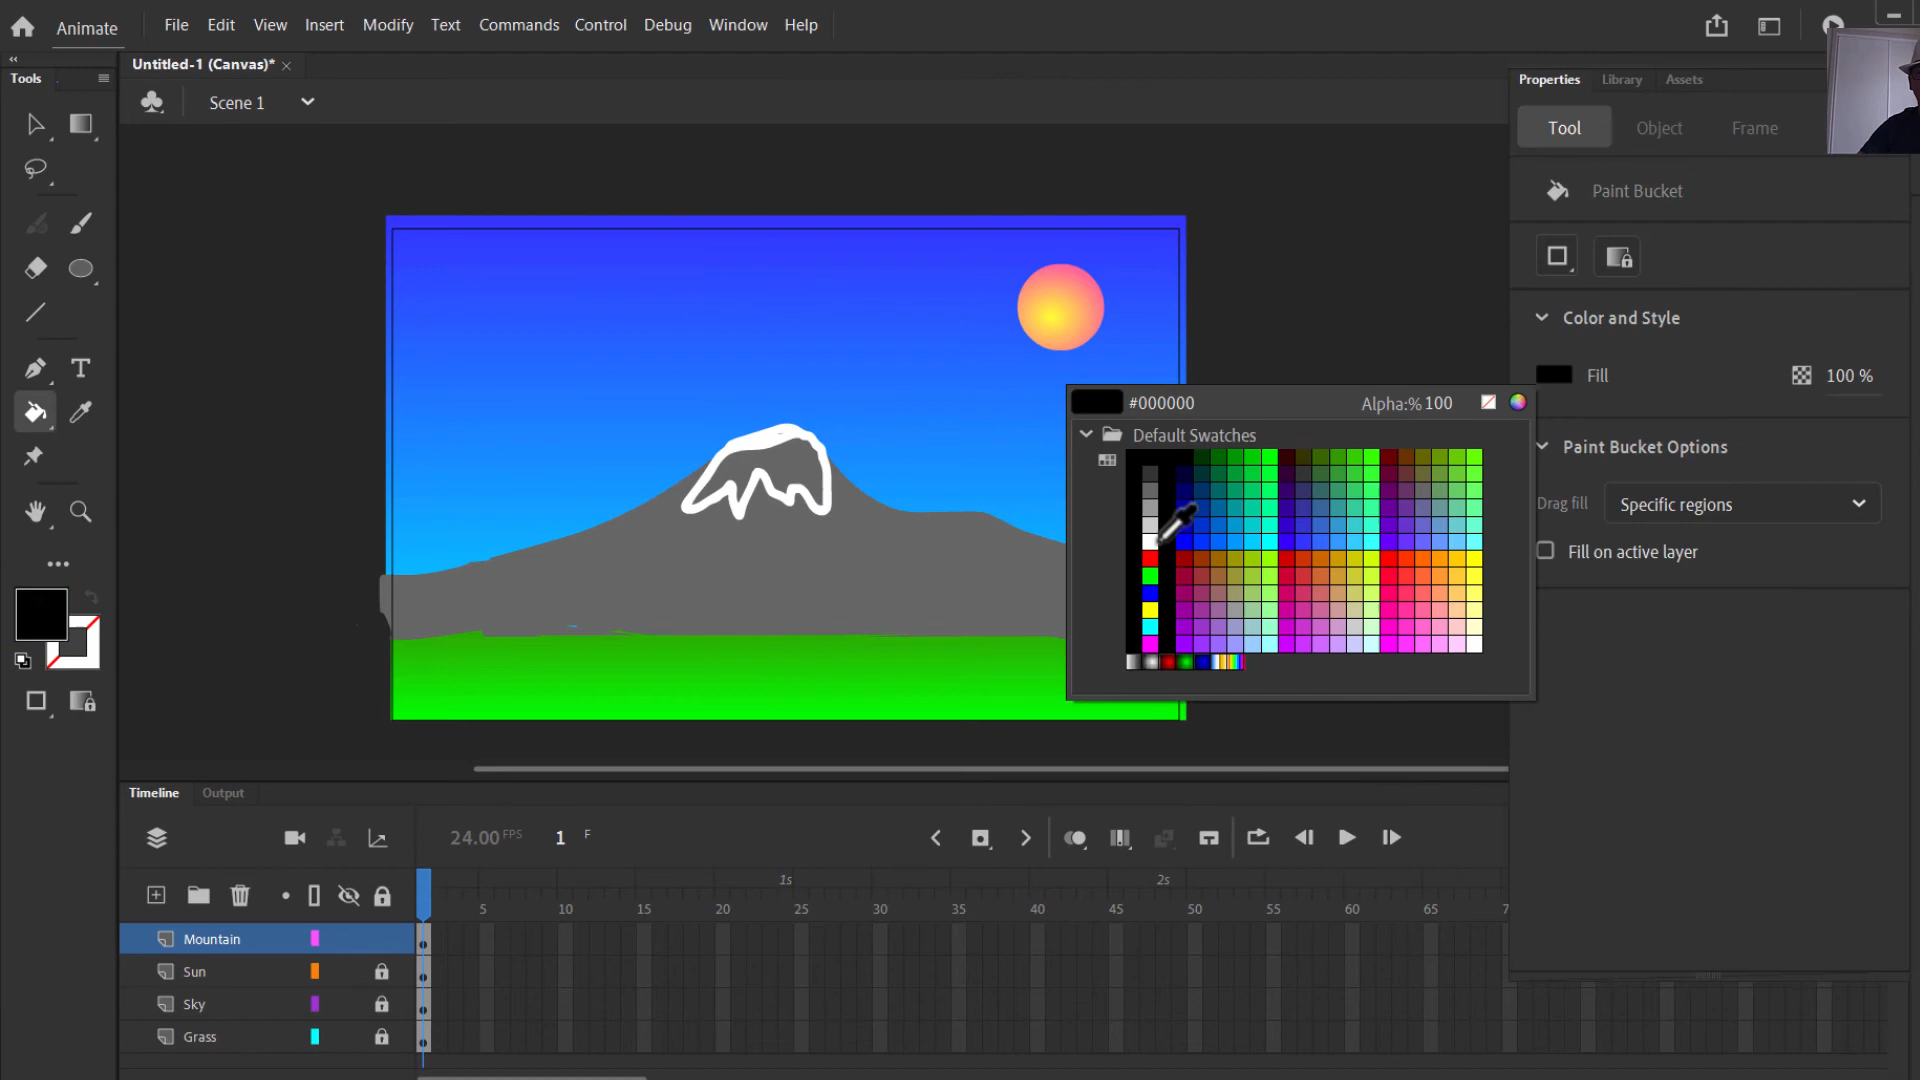 Animate File Edit View Insert Modify Text Commands Control Debug Window Help
Untitled-1 (Canvas)*
Tools
Scene 1
Properties Library Assets
Tool Object Frame
Paint Bucket
Color and Style
Fill 100 %
#000000 Alpha:% 100
Default Swatches
Paint Bucket Options
Drag fill Specific regions
Fill on active layer
Timeline Output
24.00 FPS 1 F
1s 2s
5 10 15 20 25 30 35 40 45 50 55 60 65 7
Mountain
Sun
Sky
Grass